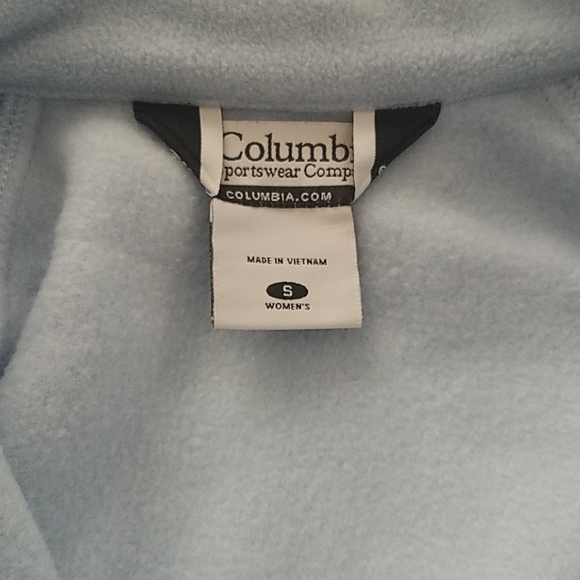 Columb
portswear Comp
COLUMBIA.COM
MADE IN VIETNAM
S
WOMEN'S